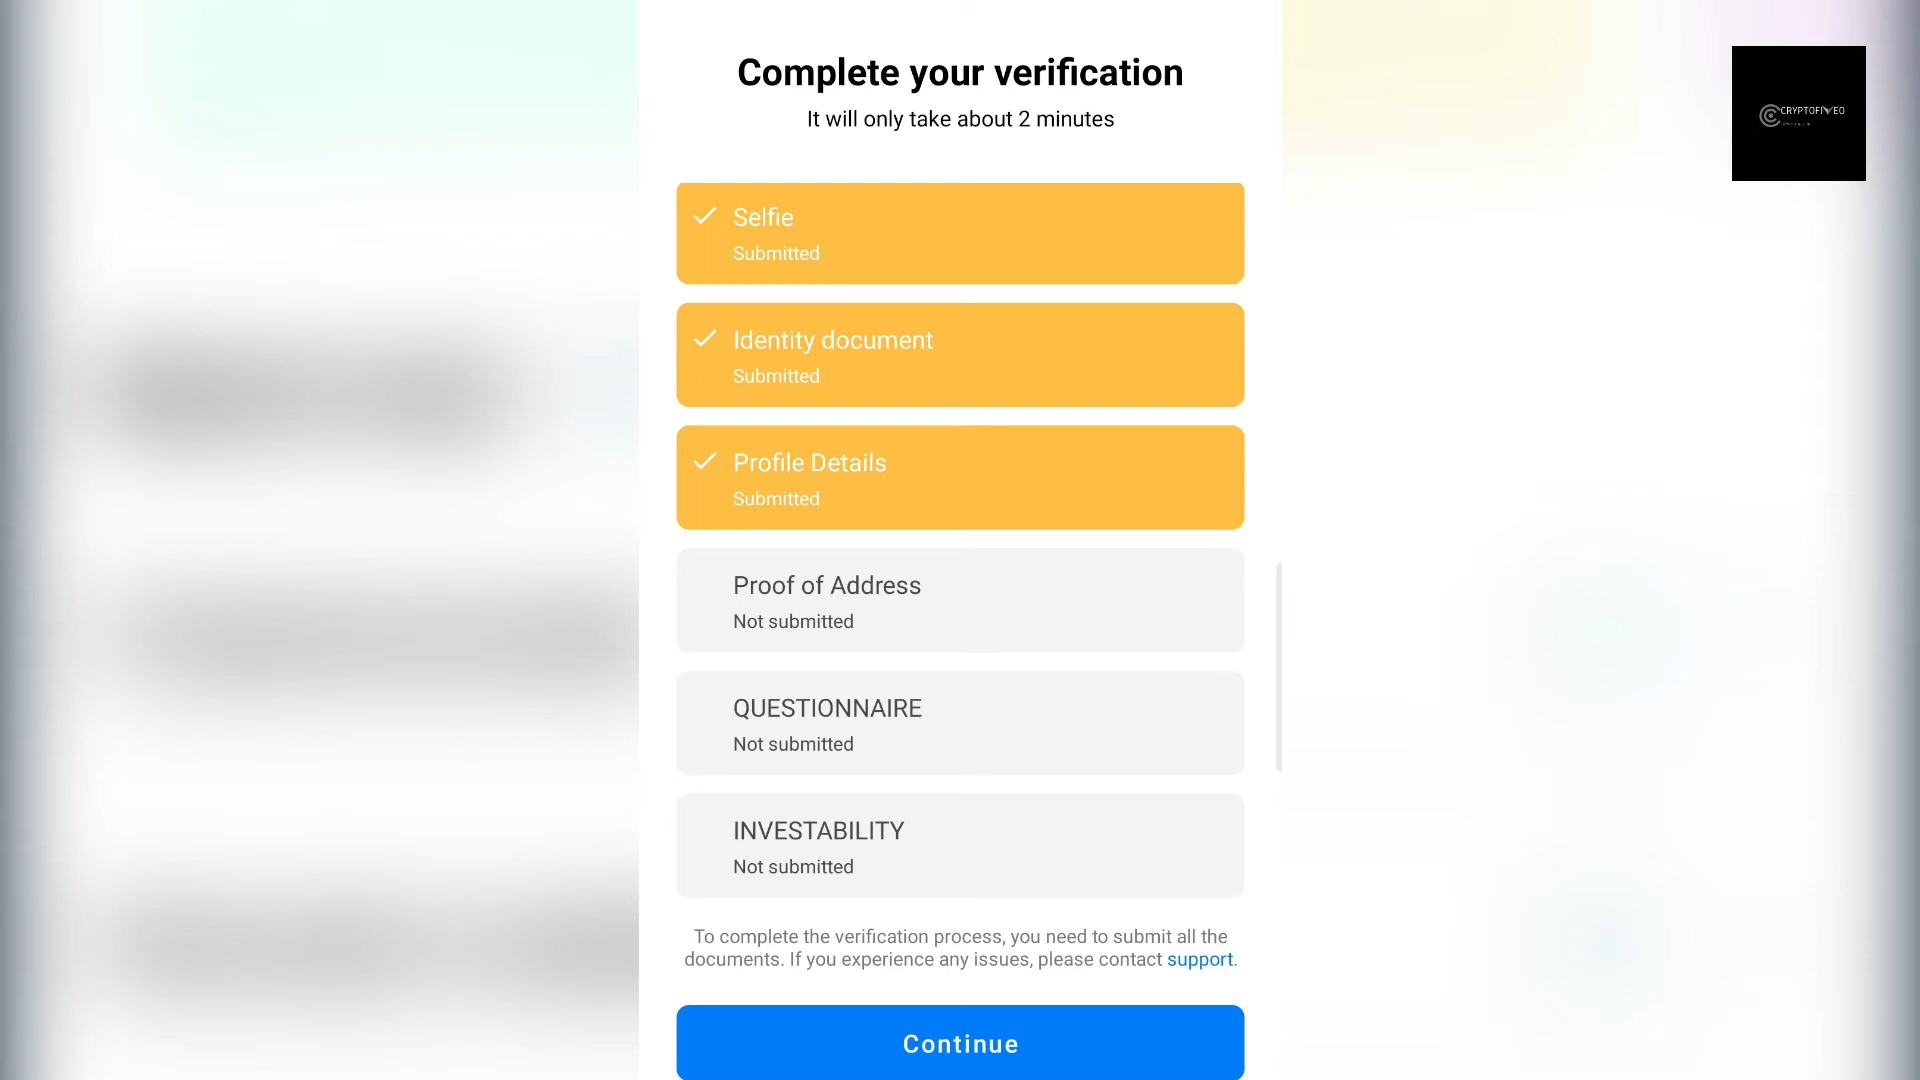 Complete your verification
It will only take about 2 minutes
CRYPTOFIVEO
Selfie
Submitted
Identity document
Submitted
Profile Details
Submitted
Proof of Address
Not submitted
QUESTIONNAIRE
Not submitted
INVESTABILITY
Not submitted
To complete the verification process, you need to submit all the
documents. If you experience any issues, please contact support.
Continue